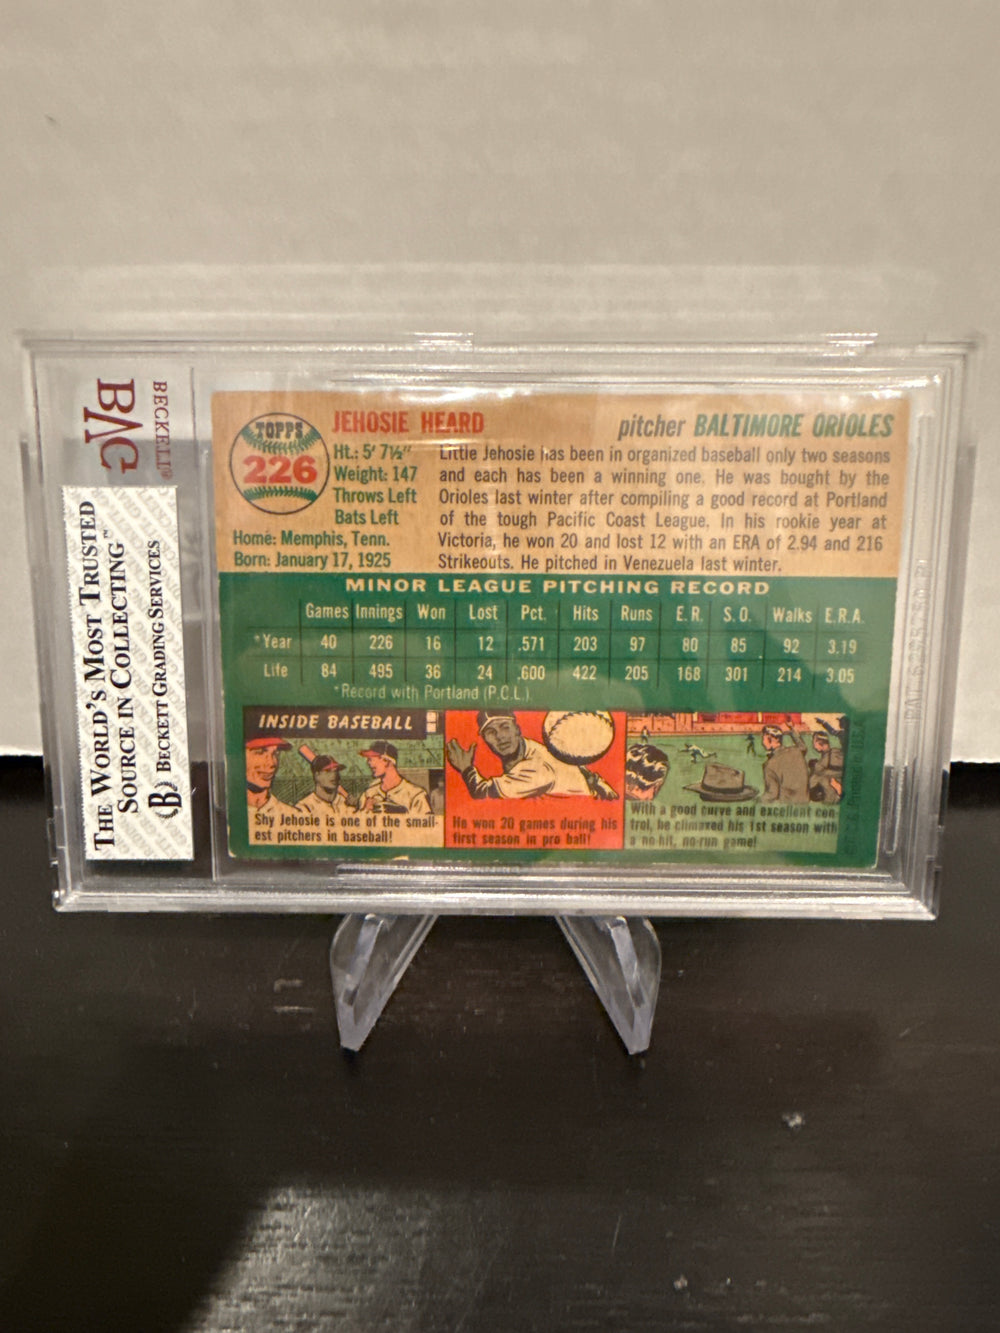 BVG
BECKETT®
THE WORLD'S MOST TRUSTED
SOURCE IN COLLECTING™
BECKETT GRADING SERVICES
TOPPS
226
JEHOSIE HEARD
pitcher BALTIMORE ORIOLES
Ht.: 5' 7½"
Weight: 147
Throws Left
Bats Left
Home: Memphis, Tenn.
Born: January 17, 1925
Little Jehosie has been in organized baseball only two seasons
and each has been a winning one. He was bought by the
Orioles last winter after compiling a good record at Portland
of the tough Pacific Coast League. In his rookie year at
Victoria, he won 20 and lost 12 with an ERA of 2.94 and 216
Strikeouts. He pitched in Venezuela last winter.
MINOR LEAGUE PITCHING RECORD
Games Innings Won Lost Pct. Hits Runs E.R. S.O. Walks E.R.A.
*Year 40 226 16 12 .571 203 97 80 85 92 3.19
Life 84 495 36 24 .600 422 205 168 301 214 3.05
*Record with Portland (P.C.L.)
INSIDE BASEBALL
Shy Jehosie is one of the small-
est pitchers in baseball!
He won 20 games during his
first season in pro ball!
With a good curve and excellent con-
trol, he climaxed his 1st season with
a no hit, no-run game!